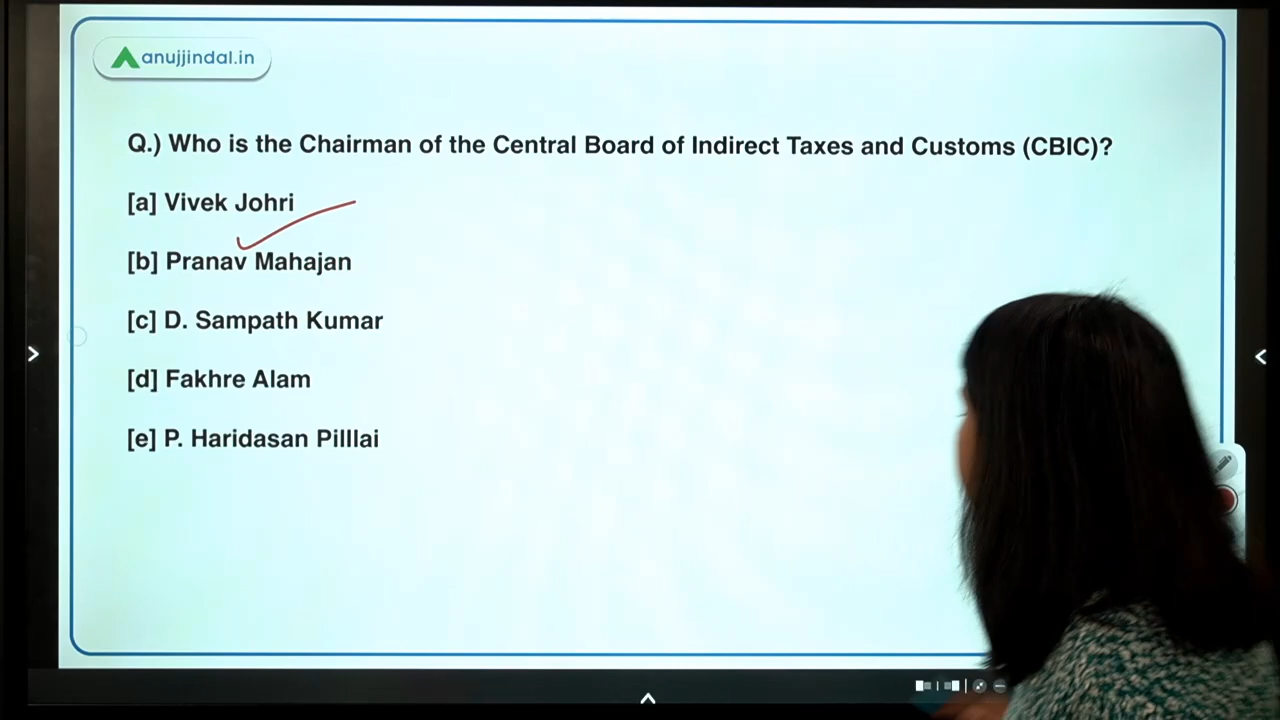 anujjindal.in
Q.) Who is the Chairman of the Central Board of Indirect Taxes and Customs (CBIC)?
[a] Vivek Johri
[b] Pranav Mahajan
[c] D. Sampath Kumar
[d] Fakhre Alam
[e] P. Haridasan Pilllai